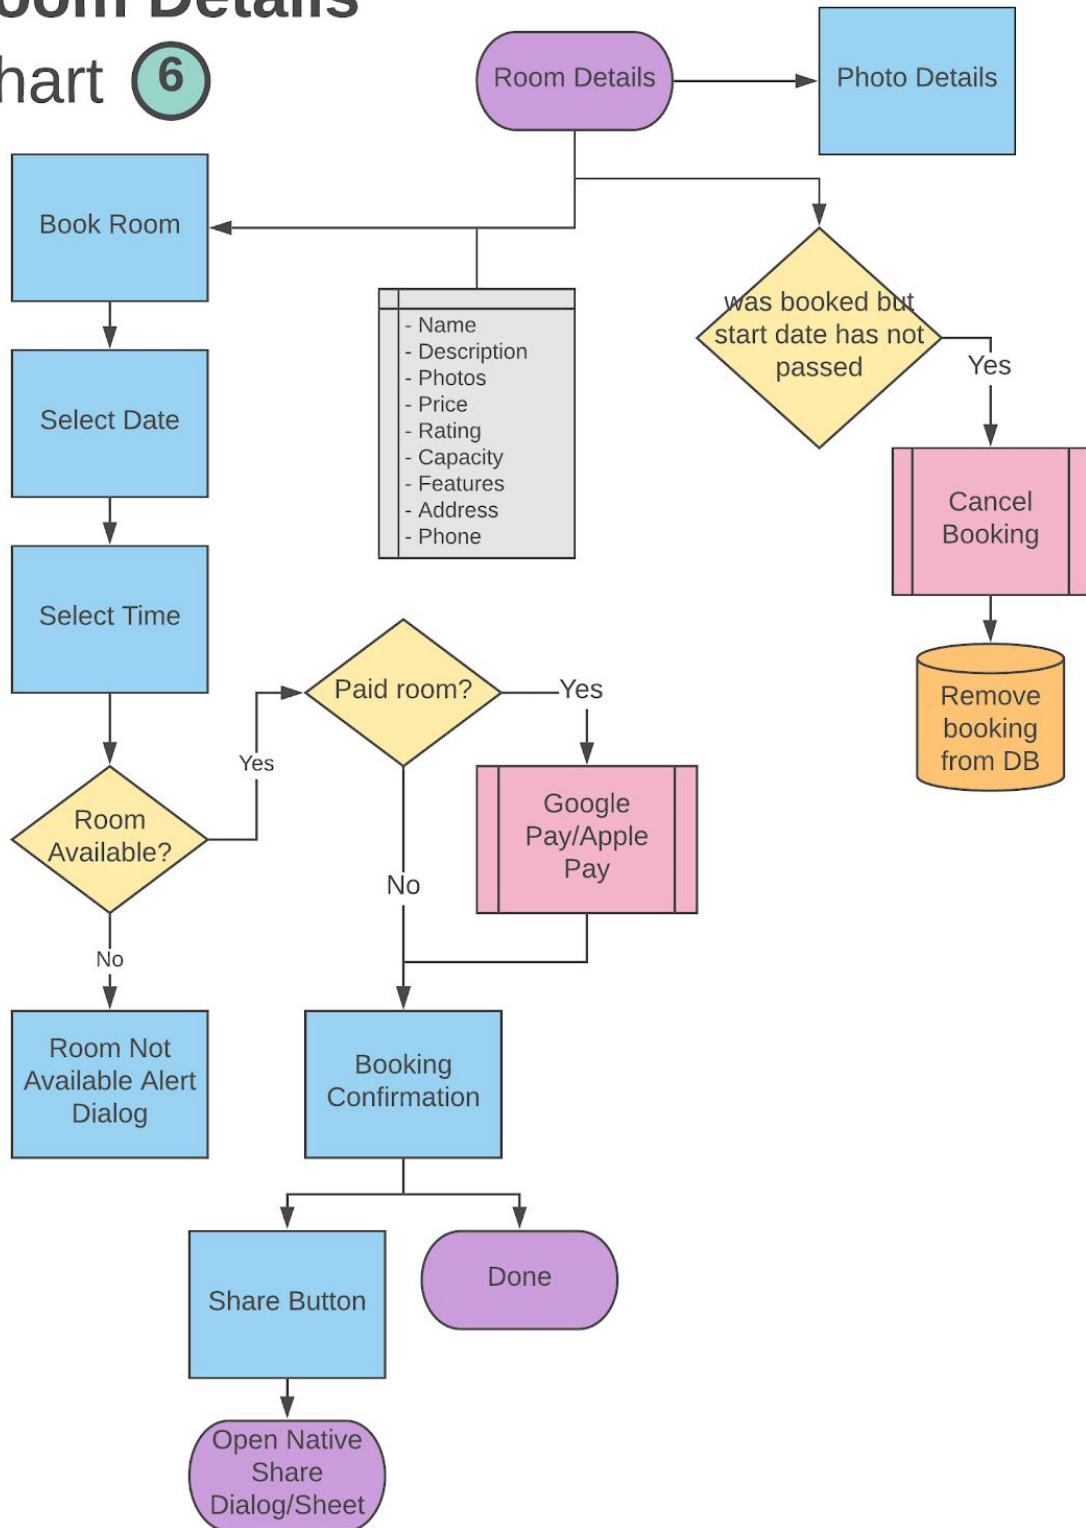 oom Details
hart 6
Room Details
Photo Details
Book Room
was booked but
start date has not
passed
Yes
- Name
- Description
- Photos
- Price
- Rating
- Capacity
- Features
- Address
- Phone
Select Date
Cancel
Booking
Select Time
Remove
booking
from DB
Paid room?
Yes
Yes
Room
Available?
Google
Pay/Apple
Pay
No
No
Room Not
Available Alert
Dialog
Booking
Confirmation
Share Button
Done
Open Native
Share
Dialog/Sheet